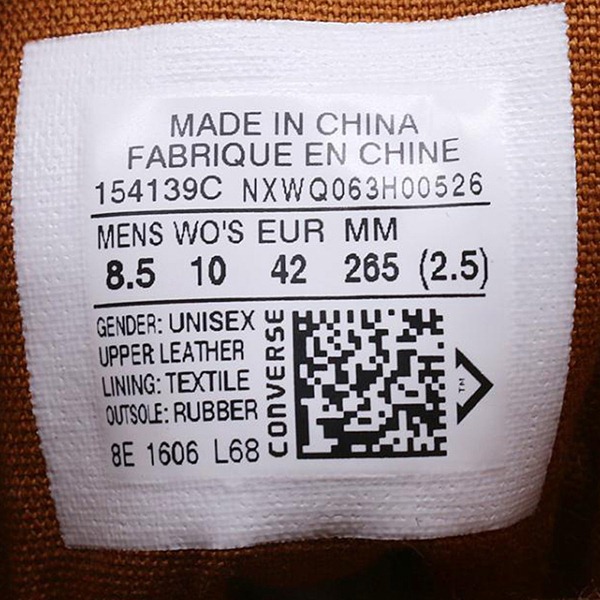 MADE IN CHINA
FABRIQUE EN CHINE
154139C NXWQ063H00526
MENS WO'S EUR MM
8.5 10 42 265 (2.5)
GENDER: UNISEX
UPPER LEATHER
LINING: TEXTILE
OUTSOLE: RUBBER
8E 1606 L68
CONVERSE
TM